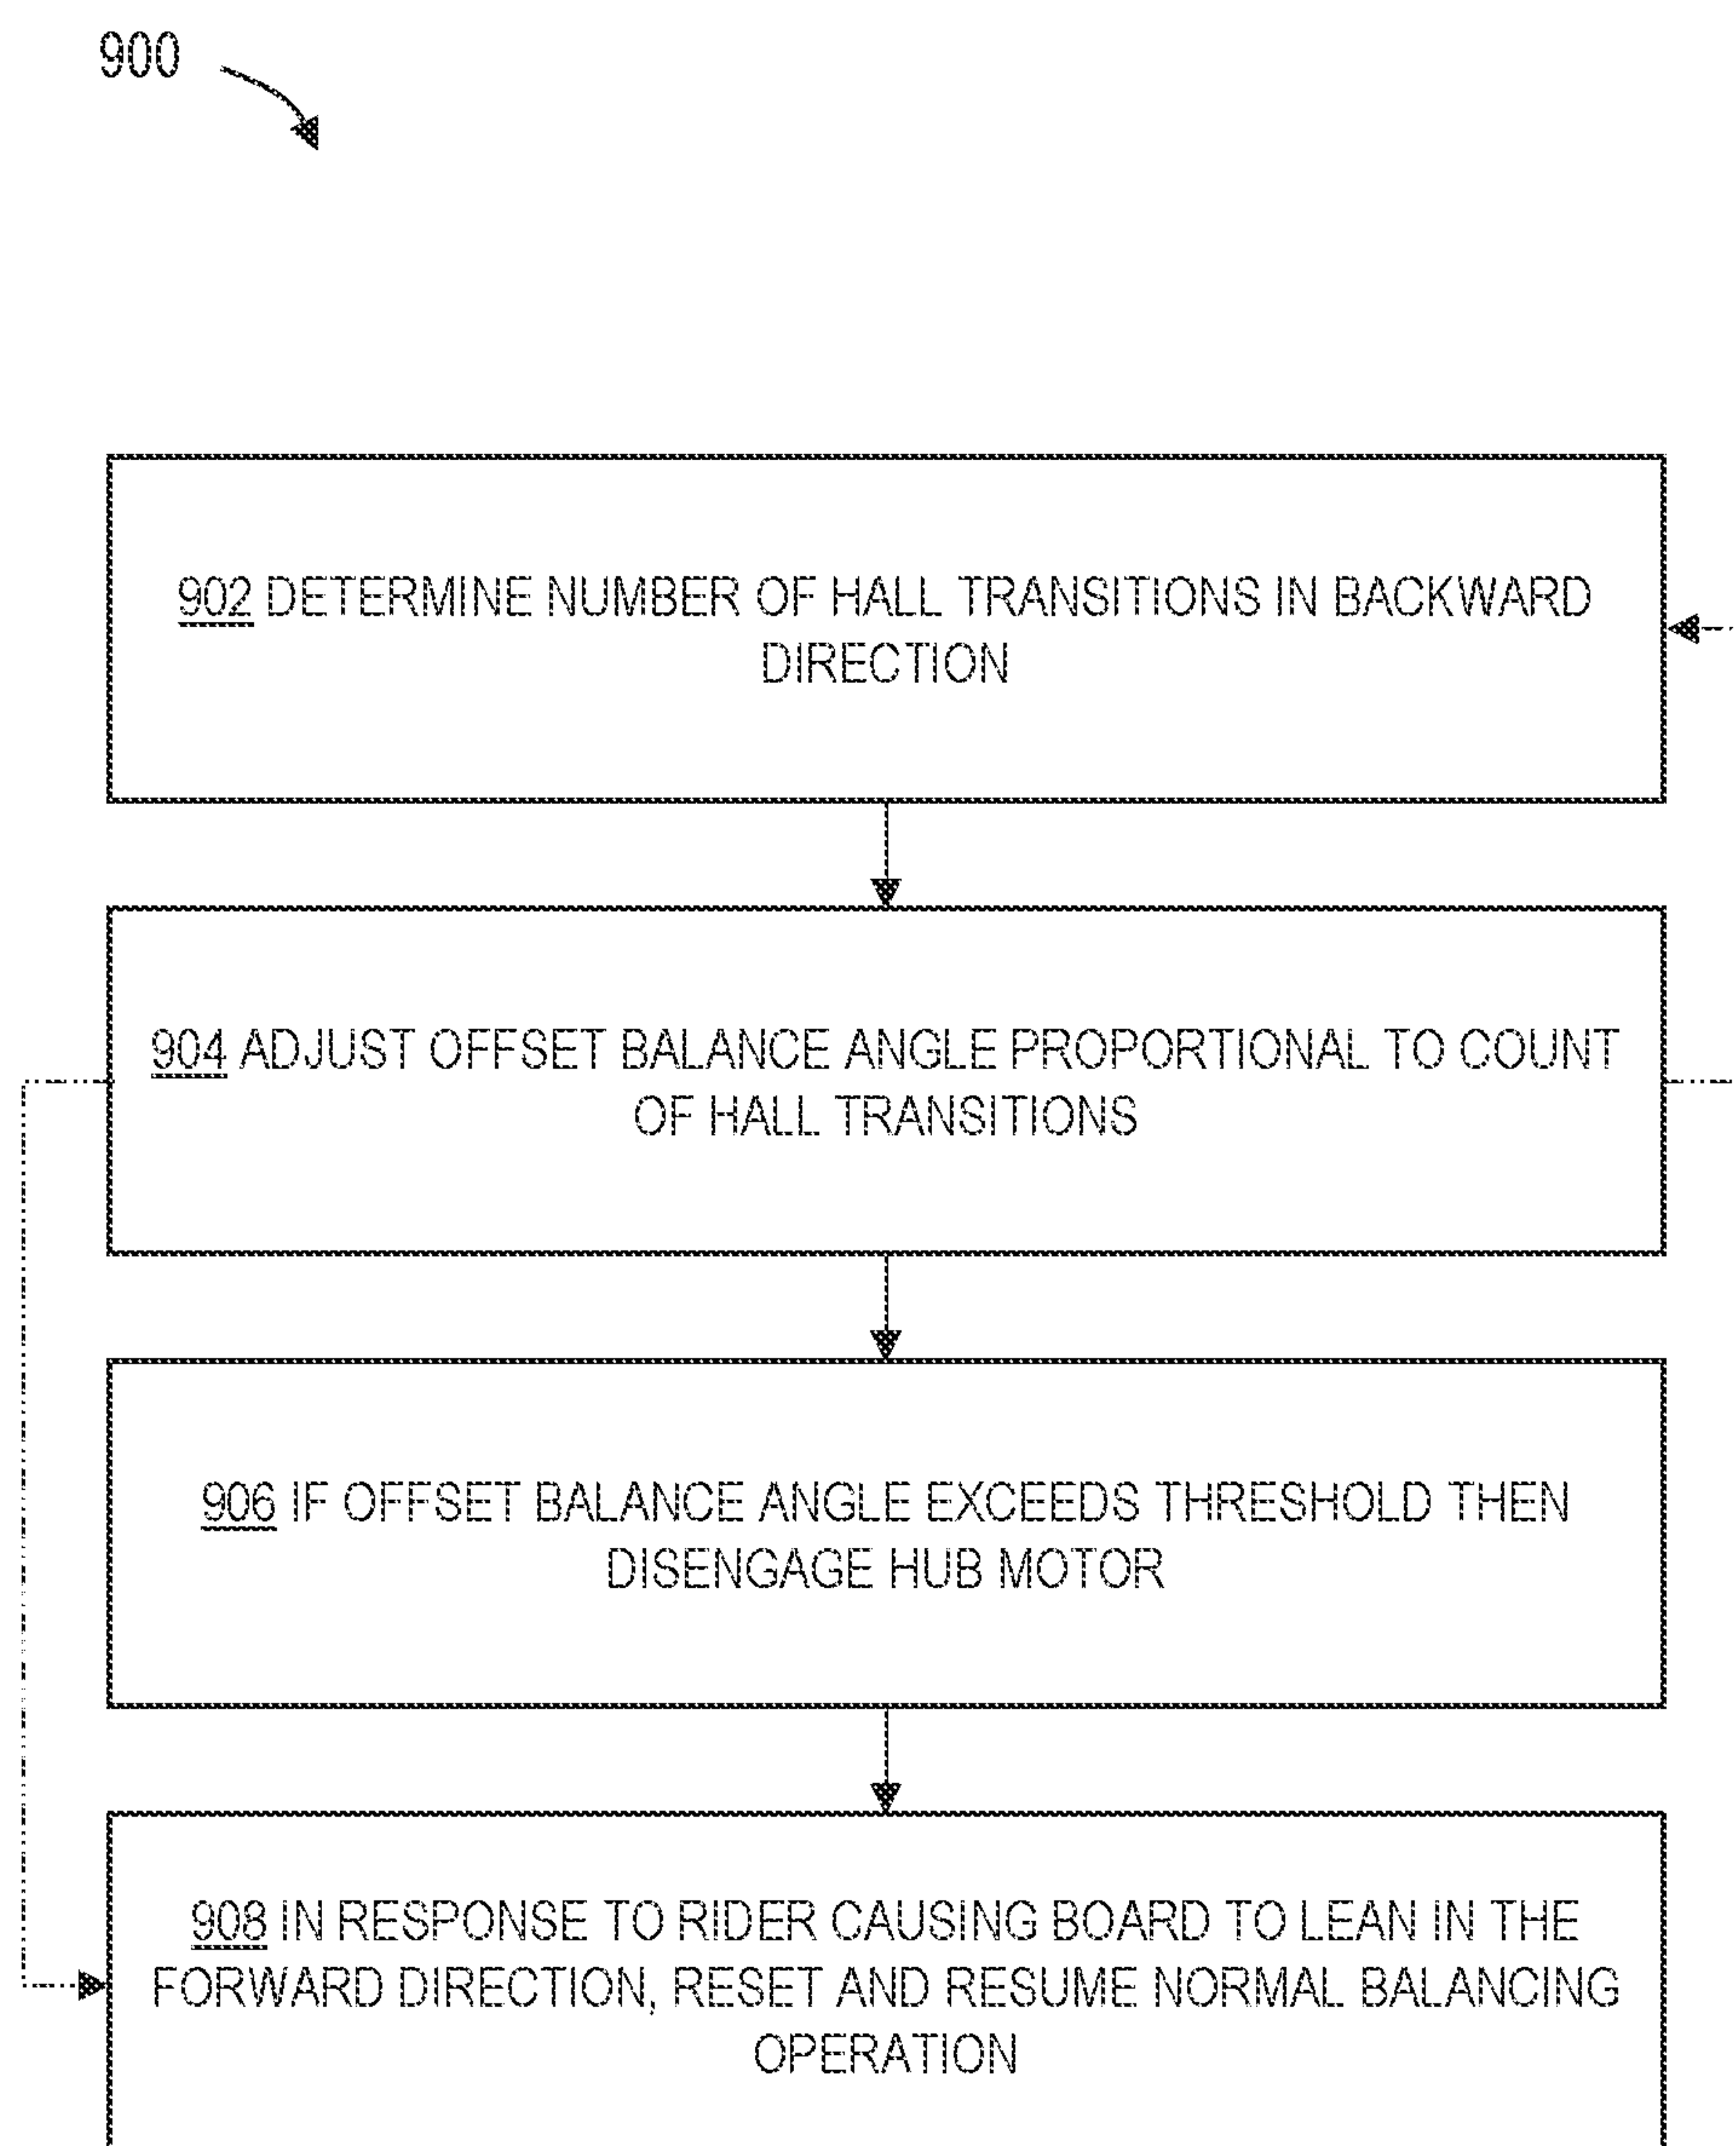 900
902 DETERMINE NUMBER OF HALL TRANSITIONS IN BACKWARD
DIRECTION
904 ADJUST OFFSET BALANCE ANGLE PROPORTIONAL TO COUNT
OF HALL TRANSITIONS
906 IF OFFSET BALANCE ANGLE EXCEEDS THRESHOLD THEN
DISENGAGE HUB MOTOR
908 IN RESPONSE TO RIDER CAUSING BOARD TO LEAN IN THE
FORWARD DIRECTION, RESET AND RESUME NORMAL BALANCING
OPERATION